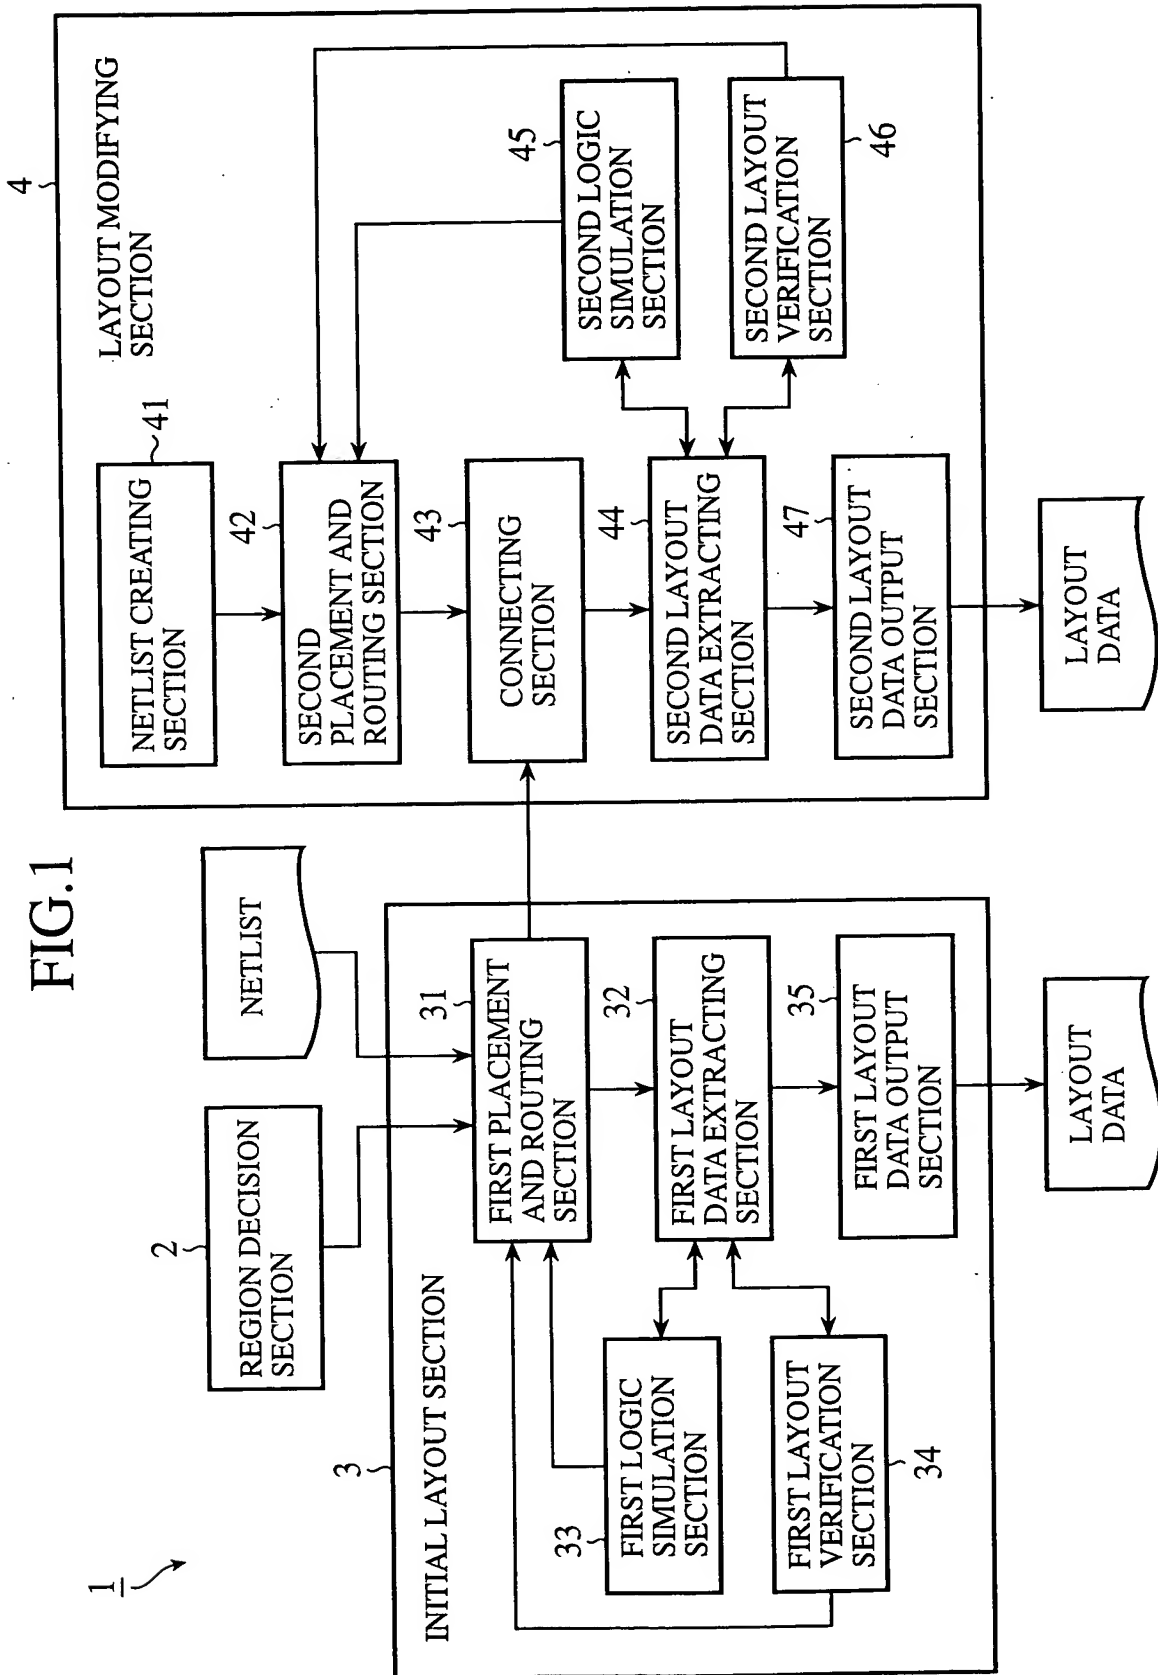 FIG.1
1
2
REGION DECISION
SECTION
NETLIST
3
INITIAL LAYOUT SECTION
31
FIRST PLACEMENT
AND ROUTING
SECTION
32
FIRST LAYOUT
DATA EXTRACTING
SECTION
33
FIRST LOGIC
SIMULATION
SECTION
34
FIRST LAYOUT
VERIFICATION
SECTION
35
FIRST LAYOUT
DATA OUTPUT
SECTION
LAYOUT
DATA
4
LAYOUT MODIFYING
SECTION
41
NETLIST CREATING
SECTION
42
SECOND
PLACEMENT AND
ROUTING SECTION
43
CONNECTING
SECTION
44
SECOND LAYOUT
DATA EXTRACTING
SECTION
45
SECOND LOGIC
SIMULATION
SECTION
46
SECOND LAYOUT
VERIFICATION
SECTION
47
SECOND LAYOUT
DATA OUTPUT
SECTION
LAYOUT
DATA